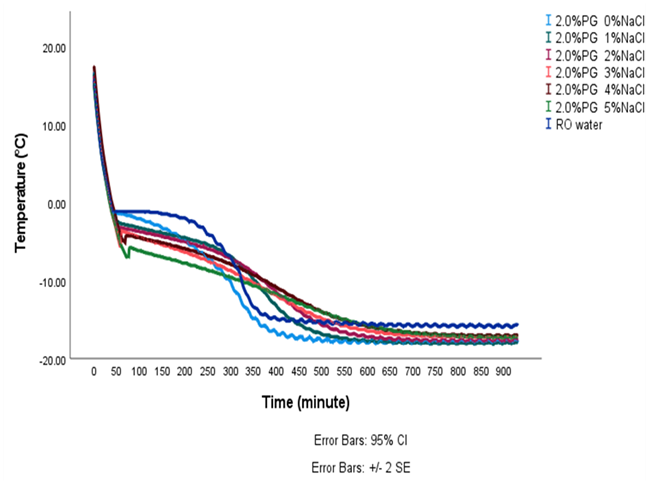 20.00
10.00
0.00
-10.00
-20.00
Temperature (°C)
0 50 100 150 200 250 300 350 400 450 500 550 600 650 700 750 800 850 900
Time (minute)
2.0%PG 0%NaCl
2.0%PG 1%NaCl
2.0%PG 2%NaCl
2.0%PG 3%NaCl
2.0%PG 4%NaCl
2.0%PG 5%NaCl
RO water
Error Bars: 95% CI
Error Bars: +/- 2 SE